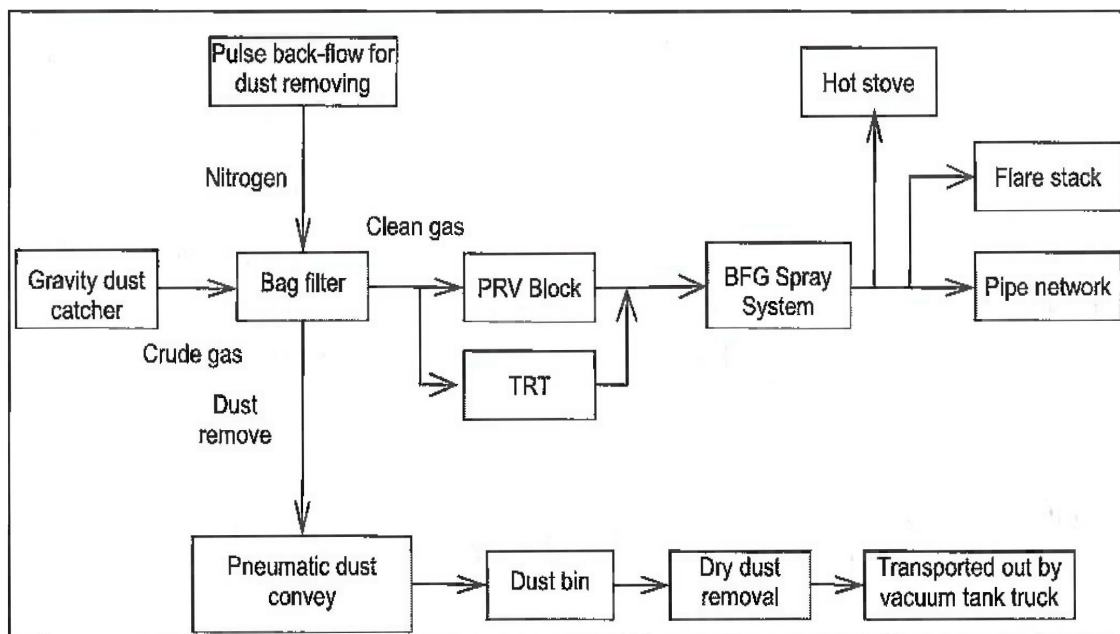 Pulse back-flow for
dust removing
Hot stove
Nitrogen
Flare stack
Clean gas
Gravity dust
catcher
Bag filter
PRV Block
BFG Spray
System
Pipe network
Crude gas
TRT
Dust
remove
Pneumatic dust
convey
Dust bin
Dry dust
removal
Transported out by
vacuum tank truck